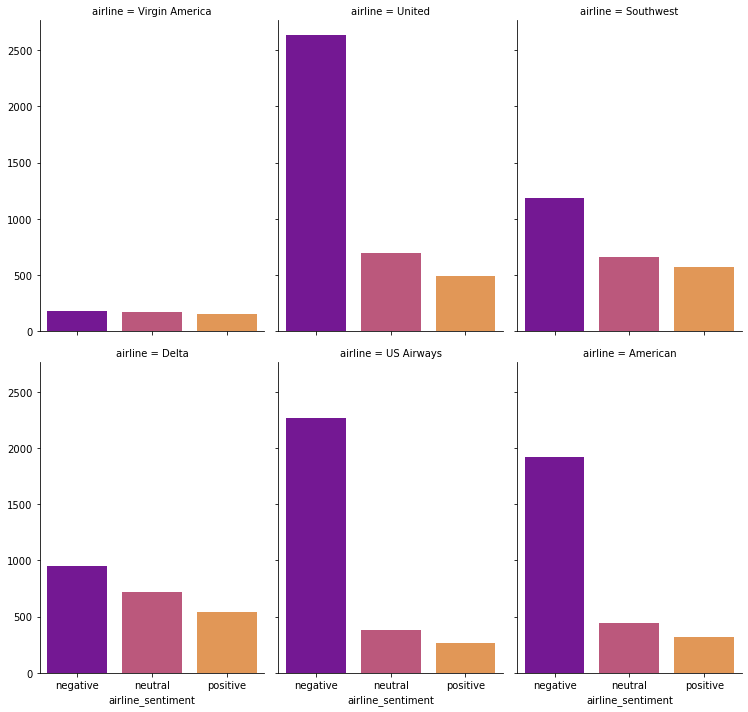 airline = Virgin America
airline = United
airline = Southwest
2500
2000
1500
1000
500
0
airline = Delta
airline = US Airways
airline = American
2500
2000
1500
1000
500
0
negative neutral positive
negative neutral positive
negative neutral positive
airline_sentiment
airline_sentiment
airline_sentiment